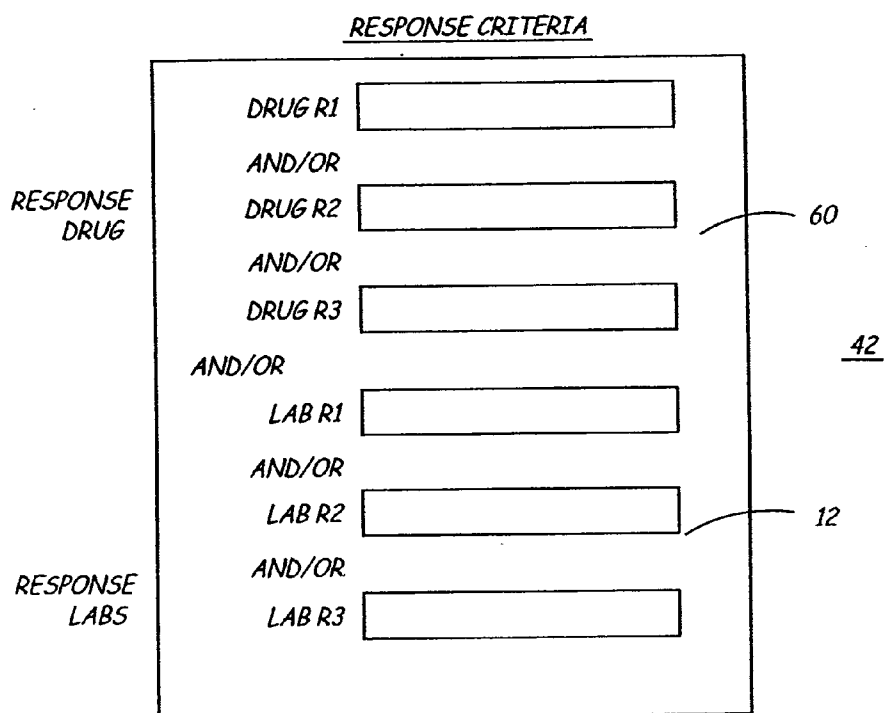 RESPONSE CRITERIA
DRUG R1
AND/OR
RESPONSE
DRUG
DRUG R2
60
AND/OR
DRUG R3
42
AND/OR
LAB R1
AND/OR
LAB R2
12
AND/OR
RESPONSE
LABS
LAB R3